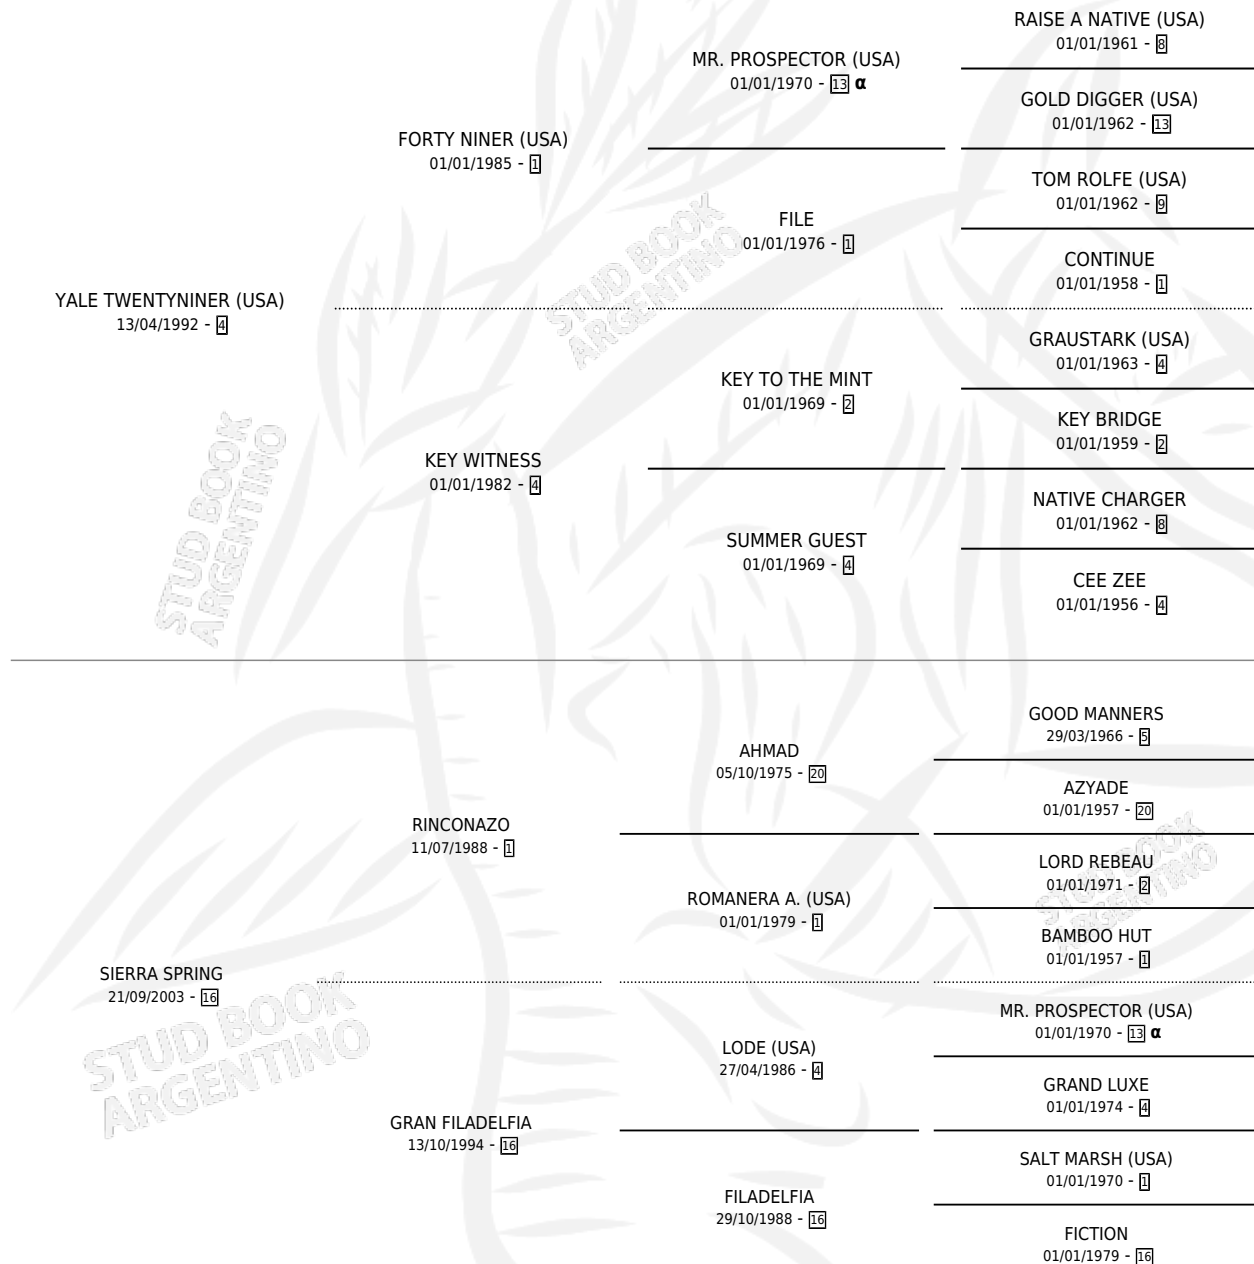 RAISE A NATIVE (USA)
01/01/1961 - 8
MR. PROSPECTOR (USA)
01/01/1970 - 13 α
GOLD DIGGER (USA)
01/01/1962 - 13
FORTY NINER (USA)
01/01/1985 - 1
TOM ROLFE (USA)
01/01/1962 - 9
FILE
01/01/1976 - 1
CONTINUE
01/01/1958 - 1
YALE TWENTYNINER (USA)
13/04/1992 - 4
GRAUSTARK (USA)
01/01/1963 - 4
KEY TO THE MINT
01/01/1969 - 2
KEY BRIDGE
01/01/1959 - 2
KEY WITNESS
01/01/1982 - 4
NATIVE CHARGER
01/01/1962 - 8
SUMMER GUEST
01/01/1969 - 4
CEE ZEE
01/01/1956 - 4
GOOD MANNERS
29/03/1966 - 5
AHMAD
05/10/1975 - 20
AZYADE
01/01/1957 - 20
RINCONAZO
11/07/1988 - 1
LORD REBEAU
01/01/1971 - 2
ROMANERA A. (USA)
01/01/1979 - 1
BAMBOO HUT
01/01/1957 - 1
SIERRA SPRING
21/09/2003 - 16
MR. PROSPECTOR (USA)
01/01/1970 - 13 α
LODE (USA)
27/04/1986 - 4
GRAND LUXE
01/01/1974 - 4
GRAN FILADELFIA
13/10/1994 - 16
SALT MARSH (USA)
01/01/1970 - 1
FILADELFIA
29/10/1988 - 16
FICTION
01/01/1979 - 16
STUD BOOK
ARGENTINO
STUD BOOK
ARGENTINO
STUD BOOK
ARGENTINO
STUD BOOK
ARGENTINO